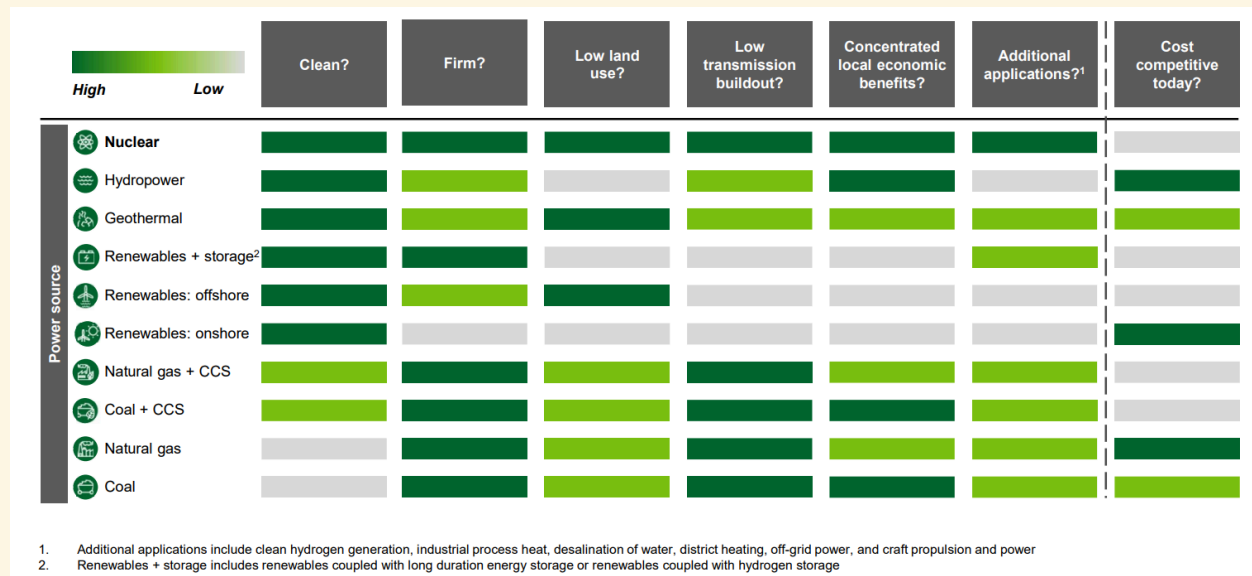 Clean?
Firm?
Low land
use?
Low
transmission
buildout?
Concentrated
local economic
benefits?
Additional
applications?¹
Cost
competitive
today?
High
Low
Power source
Nuclear
Hydropower
Geothermal
Renewables + storage²
Renewables: offshore
Renewables: onshore
Natural gas + CCS
Coal + CCS
Natural gas
Coal
1. Additional applications include clean hydrogen generation, industrial process heat, desalination of water, district heating, off-grid power, and craft propulsion and power
2. Renewables + storage includes renewables coupled with long duration energy storage or renewables coupled with hydrogen storage